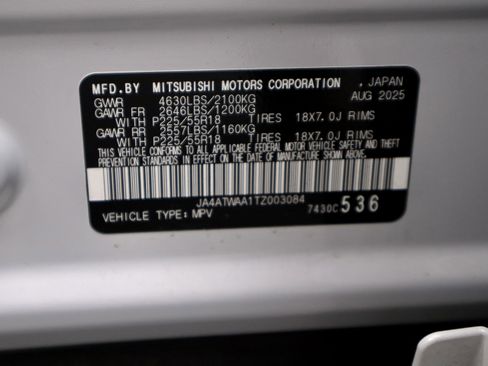 MFD.BY MITSUBISHI MOTORS CORPORATION , JAPAN
AUG 2025
GVWR 4630LBS/2100KG
GAWR FR 2646LBS/1200KG
WITH P225/55R18 TIRES 18X7.0J RIMS
GAWR RR 2557LBS/1160KG
WITH P225/55R18 TIRES 18X7.0J RIMS
THIS VEHICLE CONFORMS TO ALL APPLICABLE FEDERAL MOTOR VEHICLE SAFETY AND THEFT
PREVENTION STANDARDS IN EFFECT ON THE DATE OF MANUFACTURE SHOWN ABOVE.
JA4ATWAA1TZ003084
VEHICLE TYPE: MPV 7430C 536